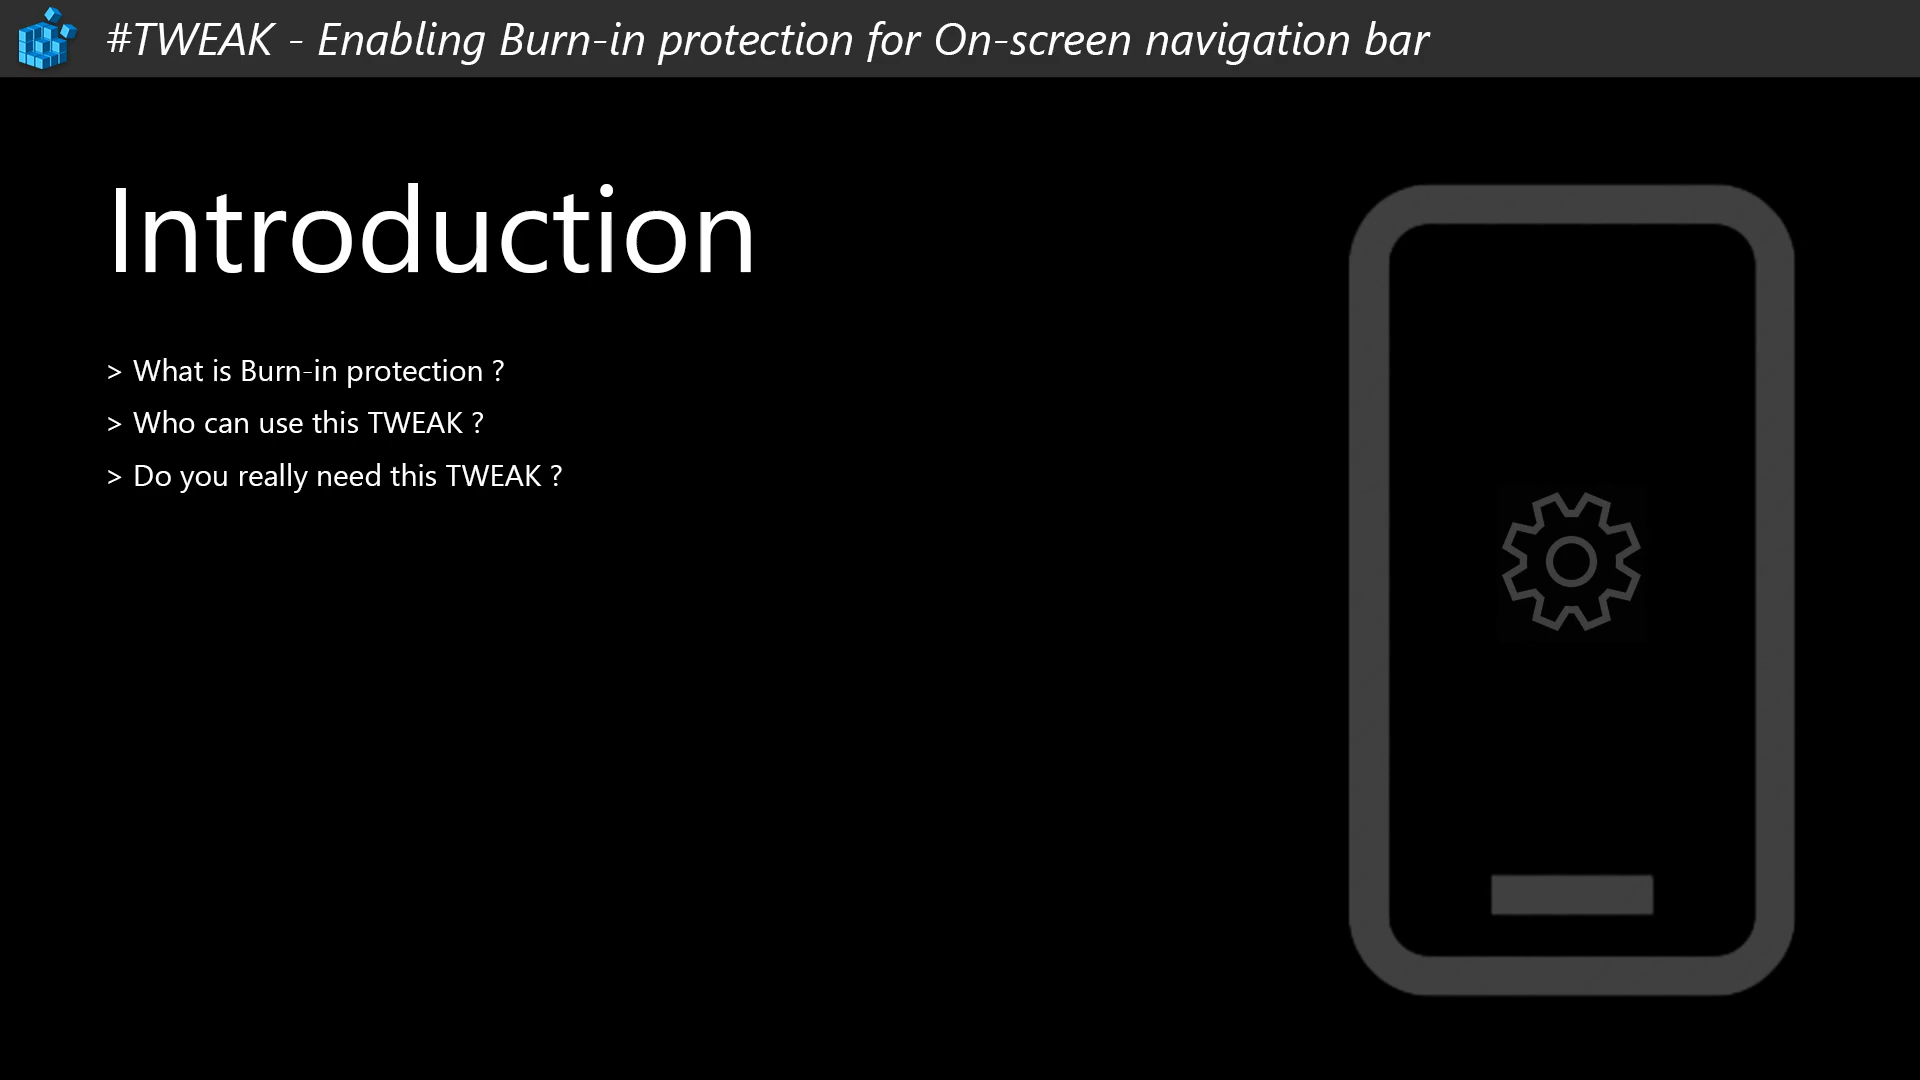 #TWEAK - Enabling Burn-in protection for On-screen navigation bar
Introduction
> What is Burn-in protection ?
> Who can use this TWEAK ?
> Do you really need this TWEAK ?